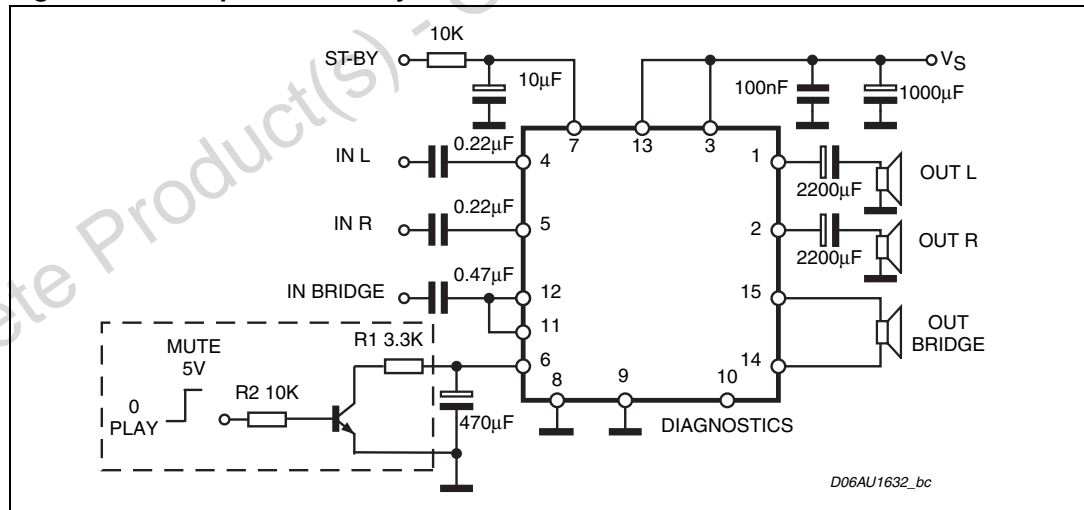 ete Product(s) -
10K
ST-BY
10µF
VS
100nF
1000µF
7
13
3
IN L
0.22µF
4
1
2200µF
OUT L
IN R
0.22µF
5
2
2200µF
OUT R
IN BRIDGE
0.47µF
12
11
15
14
OUT
BRIDGE
MUTE
5V
0
PLAY
R2 10K
R1 3.3K
6
470µF
8
9
10
DIAGNOSTICS
D06AU1632_bc